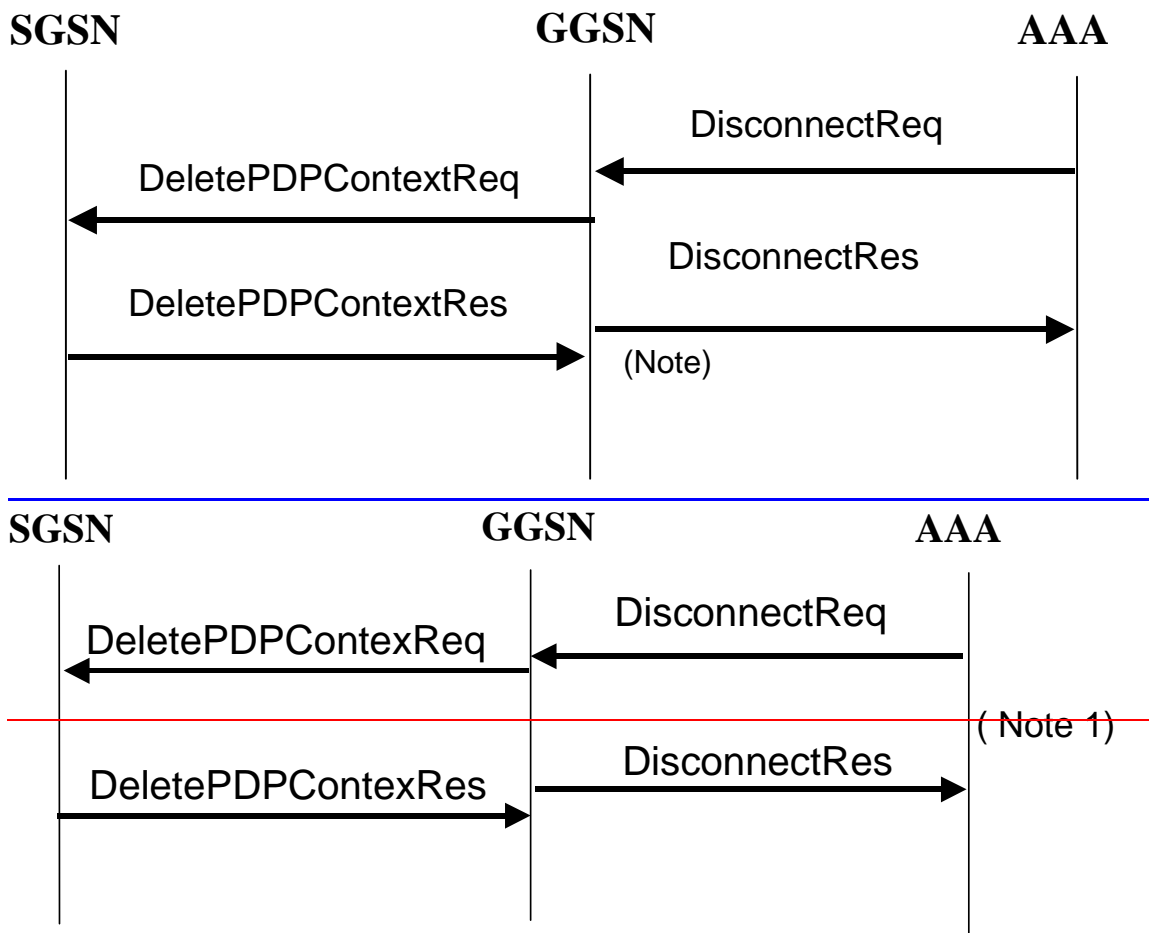 SGSN GGSN AAA
DisconnectReq
DeletePDPContextReq
DisconnectRes
DeletePDPContextRes
(Note)
SGSN GGSN AAA
DisconnectReq
DeletePDPContexReq
( Note 1)
DisconnectRes
DeletePDPContexRes